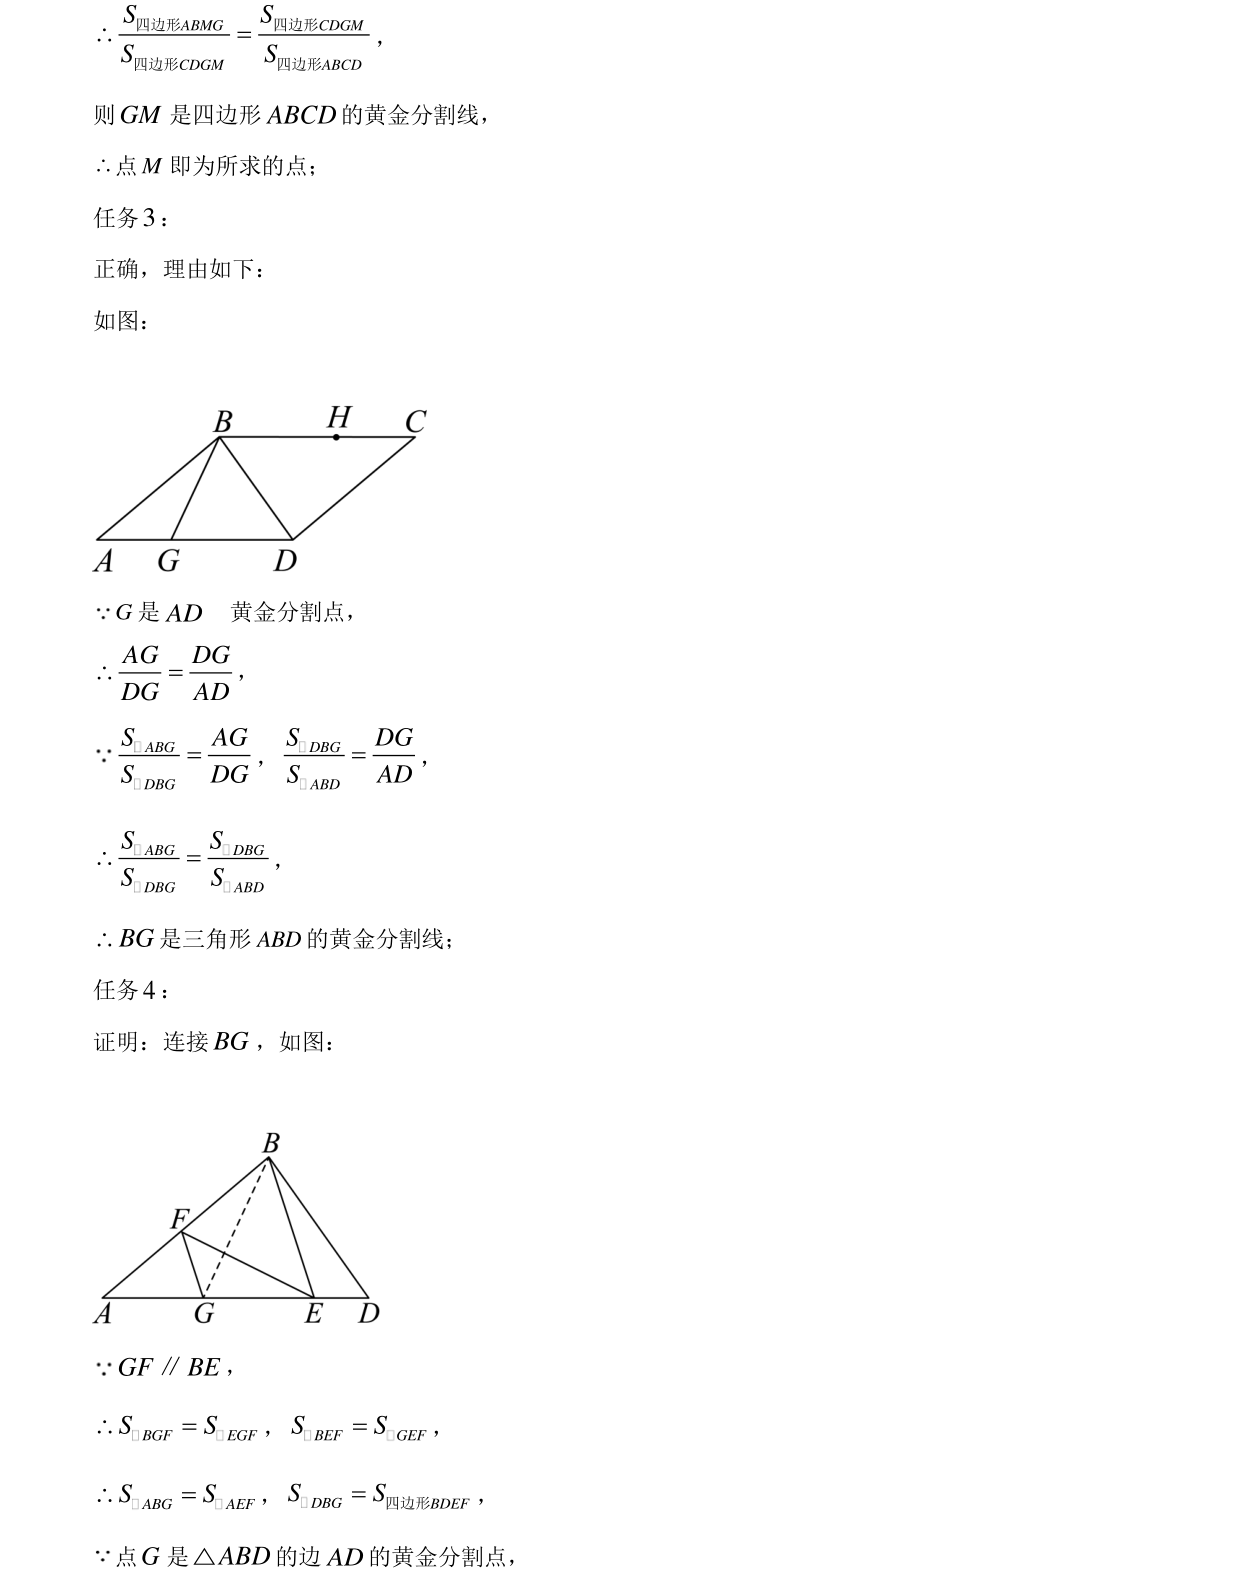 ∴ S四边形ABMG / S四边形CDGM = S四边形CDGM / S四边形ABCD ，
则 GM 是四边形 ABCD 的黄金分割线，
∴点 M 即为所求的点；
任务 3：
正确，理由如下：
如图：
B H C
A G D
∵ G 是 AD 黄金分割点，
∴ AG / DG = DG / AD ，
∵ S□ABG / S□DBG = AG / DG ， S□DBG / S□ABD = DG / AD ，
∴ S□ABG / S□DBG = S□DBG / S□ABD ，
∴ BG 是三角形 ABD 的黄金分割线；
任务 4：
证明：连接 BG ，如图：
B
F
A G E D
∵ GF // BE ，
∴ S□BGF = S□EGF ， S□BEF = S□GEF ，
∴ S□ABG = S□AEF ， S□DBG = S四边形BDEF ，
∵点 G 是 △ABD 的边 AD 的黄金分割点，